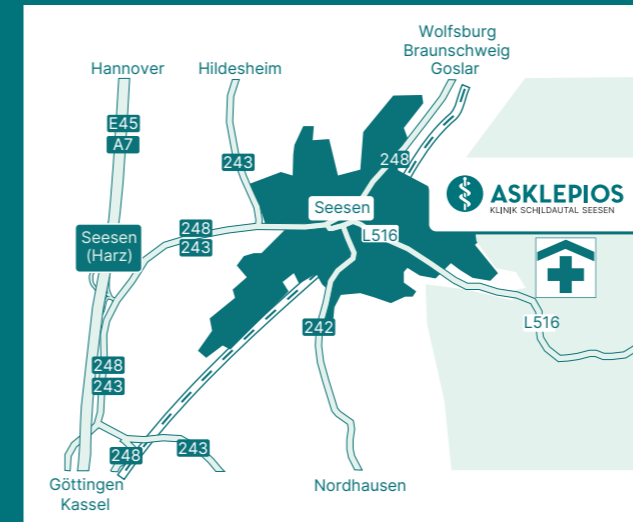 Wolfsburg
Braunschweig
Goslar
Hannover
Hildesheim
E45
A7
243
248
ASKLEPIOS
KLINIK SCHILDAUTAL SEESEN
Seesen
Seesen
(Harz)
248
243
L516
L516
242
248
243
243
248
Göttingen
Kassel
Nordhausen